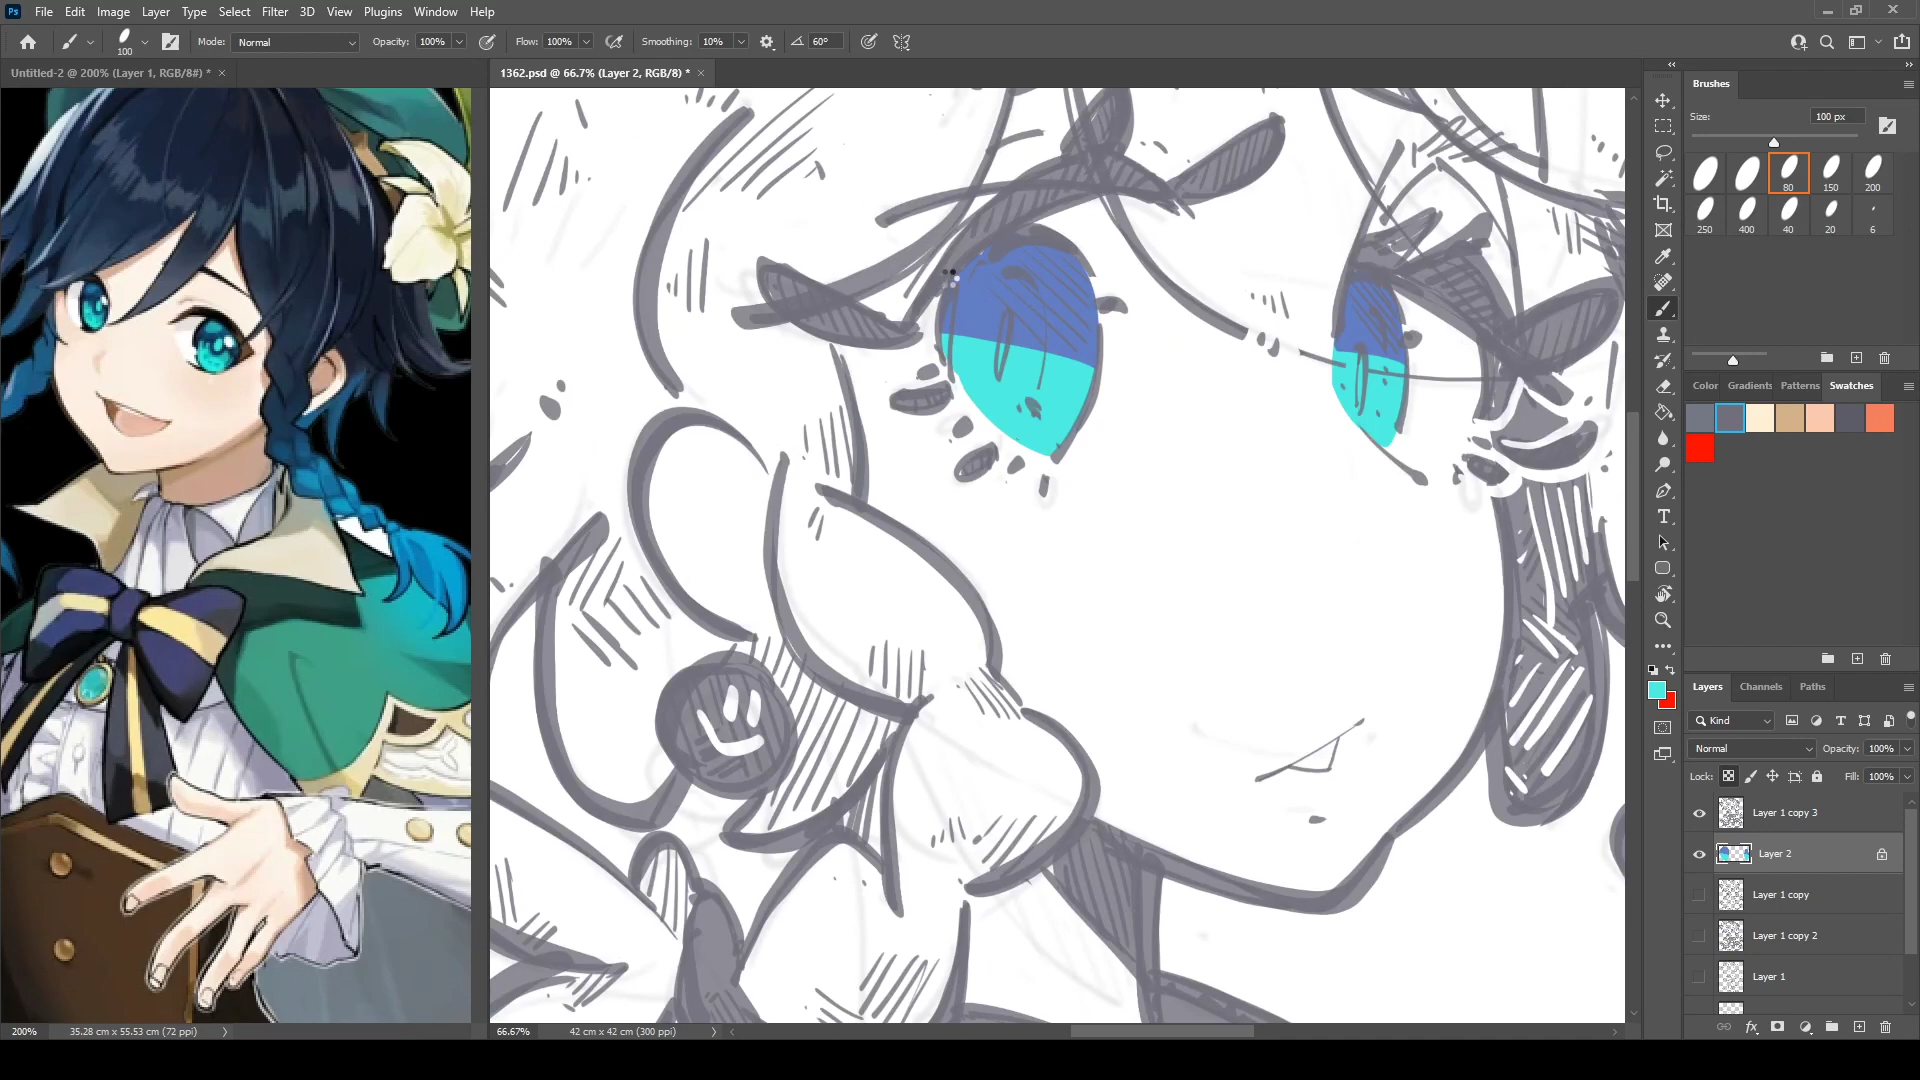 Ps File Edit Image Layer Type Select Filter 3D View Plugins Window Help
100 Mode: Normal Opacity: 100% Flow: 100% Smoothing: 10% 60°
Untitled-2 @ 200% (Layer 1, RGB/8#) * × 1362.psd @ 66.7% (Layer 2, RGB/8) * ×
Brushes
Size: 100 px
80 150 200
250 400 40 20 6
Color Gradients Patterns Swatches
Layers Channels Paths
Kind
Normal Opacity: 100%
Lock: Fill: 100%
Layer 1 copy 3
Layer 2
Layer 1 copy
Layer 1 copy 2
Layer 1
200% 35.28 cm x 55.53 cm (72 ppi) 66.67% 42 cm x 42 cm (300 ppi)